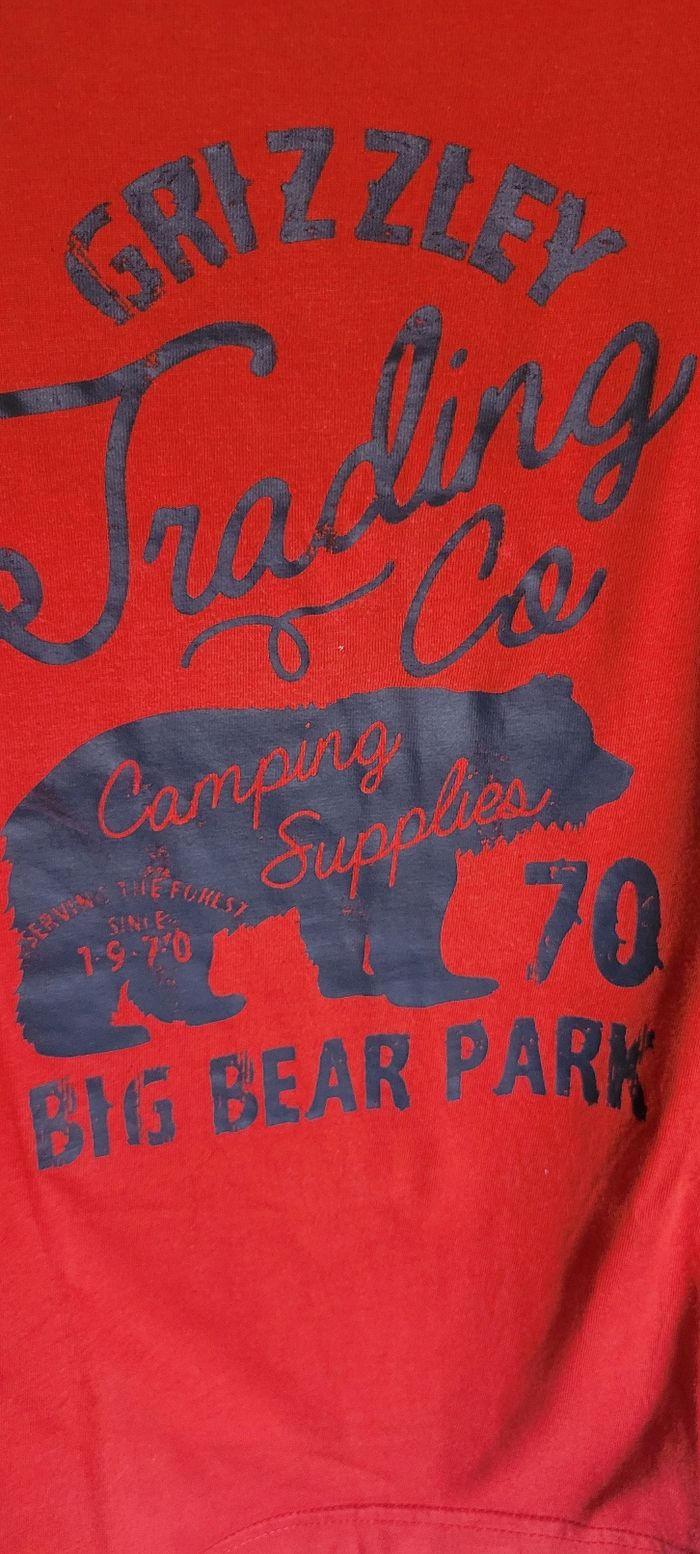 GRIZZLEY
Trading
Co
Camping
Supplies
SERVING THE FOREST
SINCE
1·9·7·0
70
BIG BEAR PARK